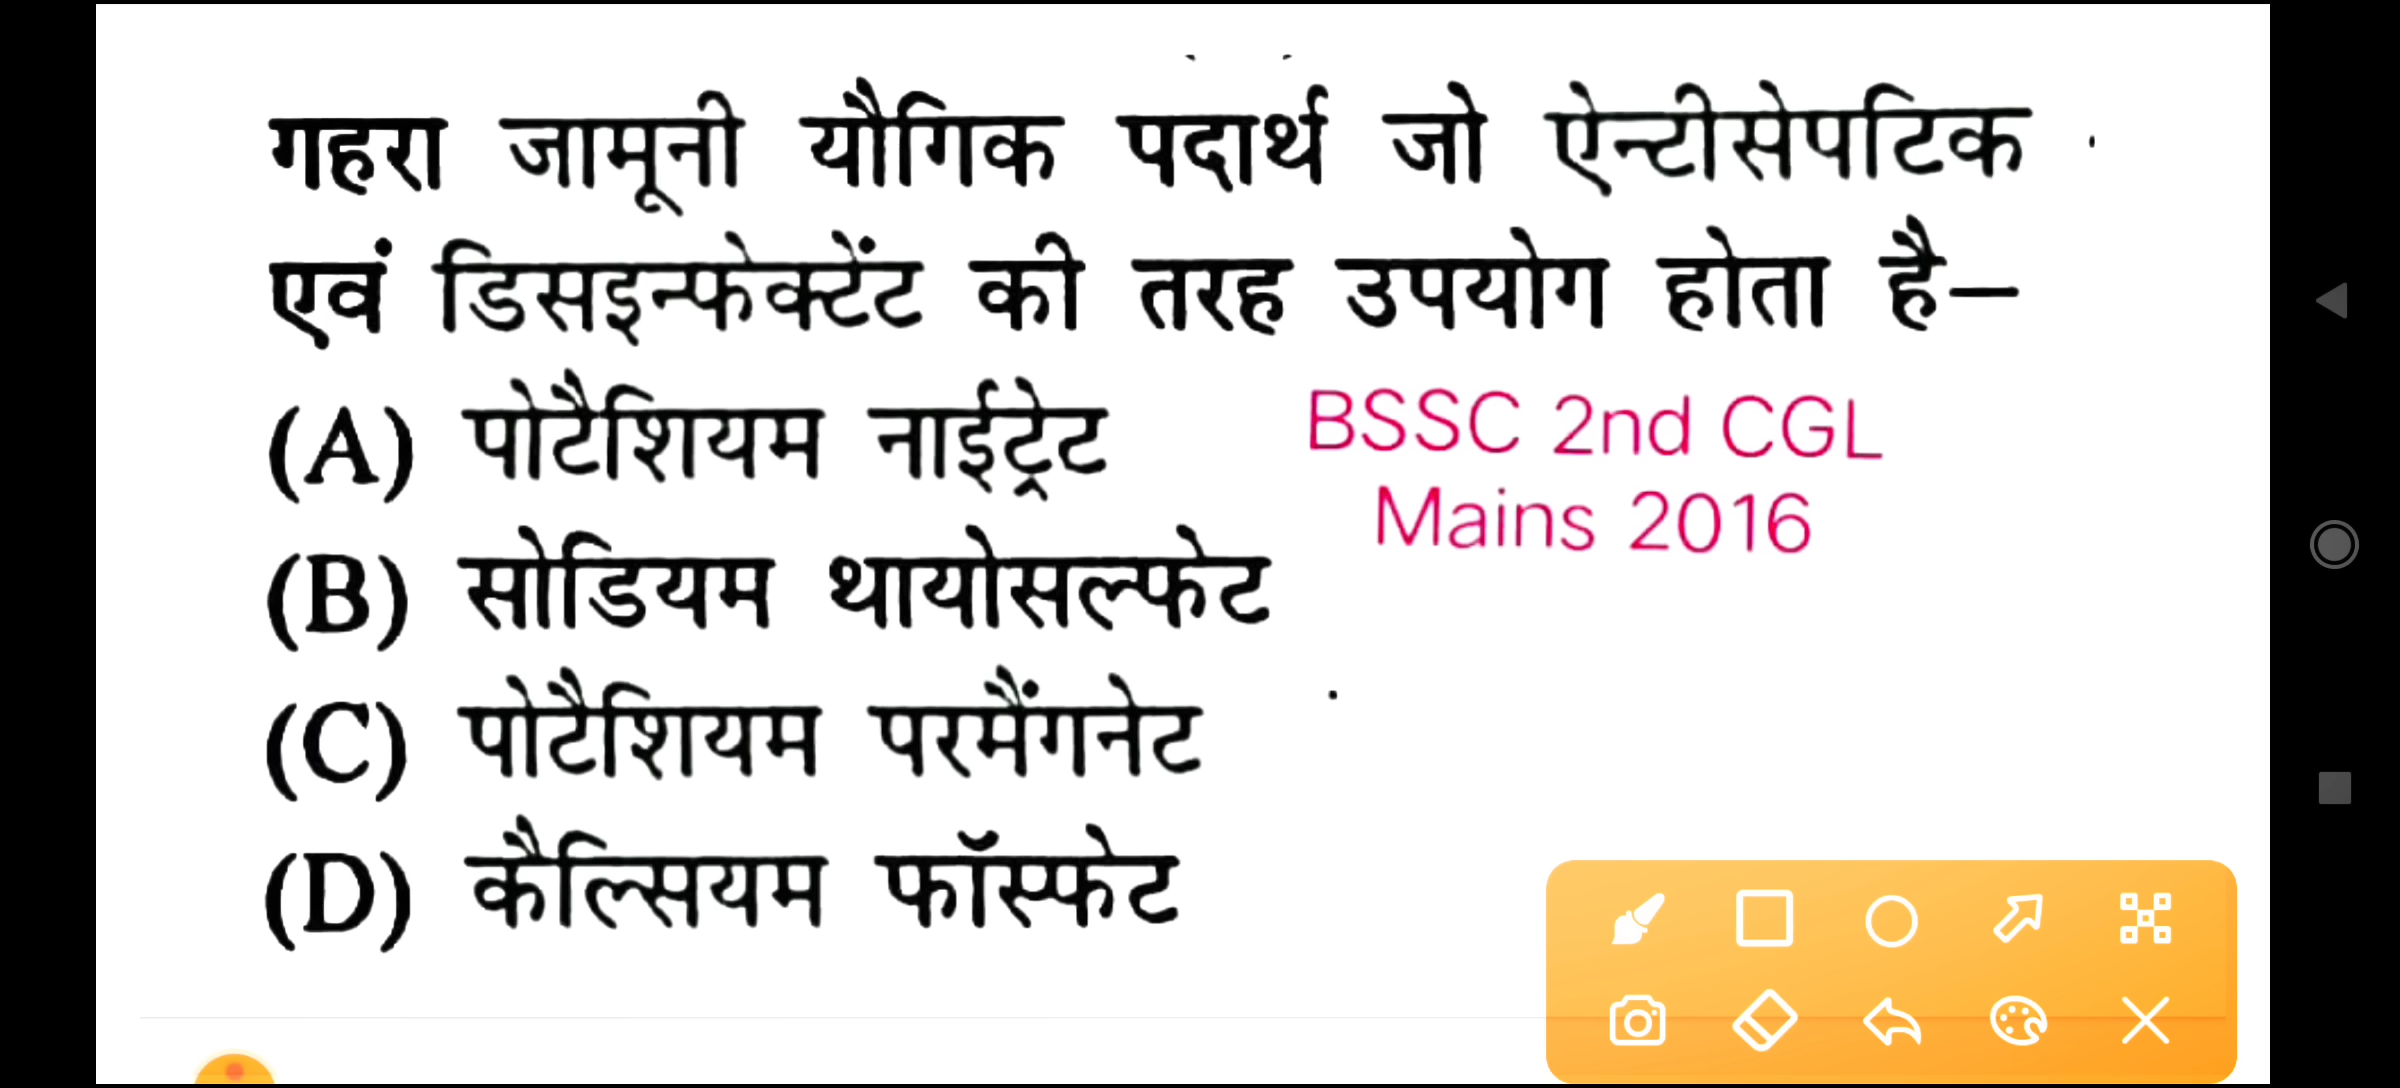 गहरा जामूनी यौगिक पदार्थ जो ऐन्टीसेपटिक
एवं डिसइन्फेक्टेंट की तरह उपयोग होता है–
(A) पोटैशियम नाईट्रेट
BSSC 2nd CGL
Mains 2016
(B) सोडियम थायोसल्फेट
(C) पोटैशियम परमैंगनेट
(D) कैल्सियम फॉस्फेट